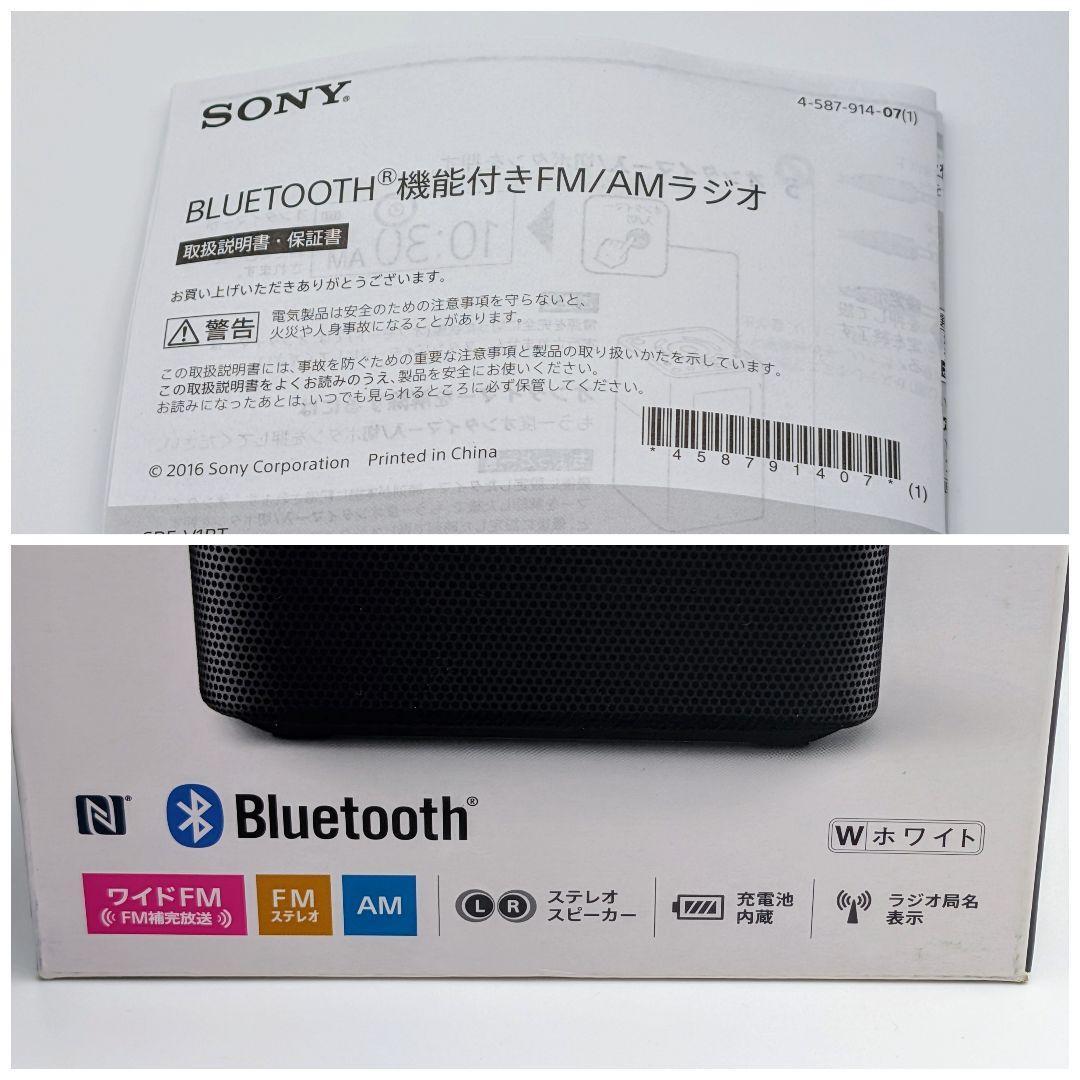 SONY®
4-587-914-07(1)
BLUETOOTH®機能付きFM/AMラジオ
取扱説明書・保証書
お買い上げいただきありがとうございます。
警告
電気製品は安全のための注意事項を守らないと、
火災や人身事故になることがあります。
この取扱説明書には、事故を防ぐための重要な注意事項と製品の取り扱いかたを示しています。
この取扱説明書をよくお読みのうえ、製品を安全にお使いください。
お読みになったあとは、いつでも見られるところに必ず保管してください。
*458791407*(1)
© 2016 Sony Corporation Printed in China
Bluetooth®
W ホワイト
ワイドFM
FM補完放送
FM
ステレオ
AM
L R
ステレオ
スピーカー
充電池
内蔵
ラジオ局名
表示